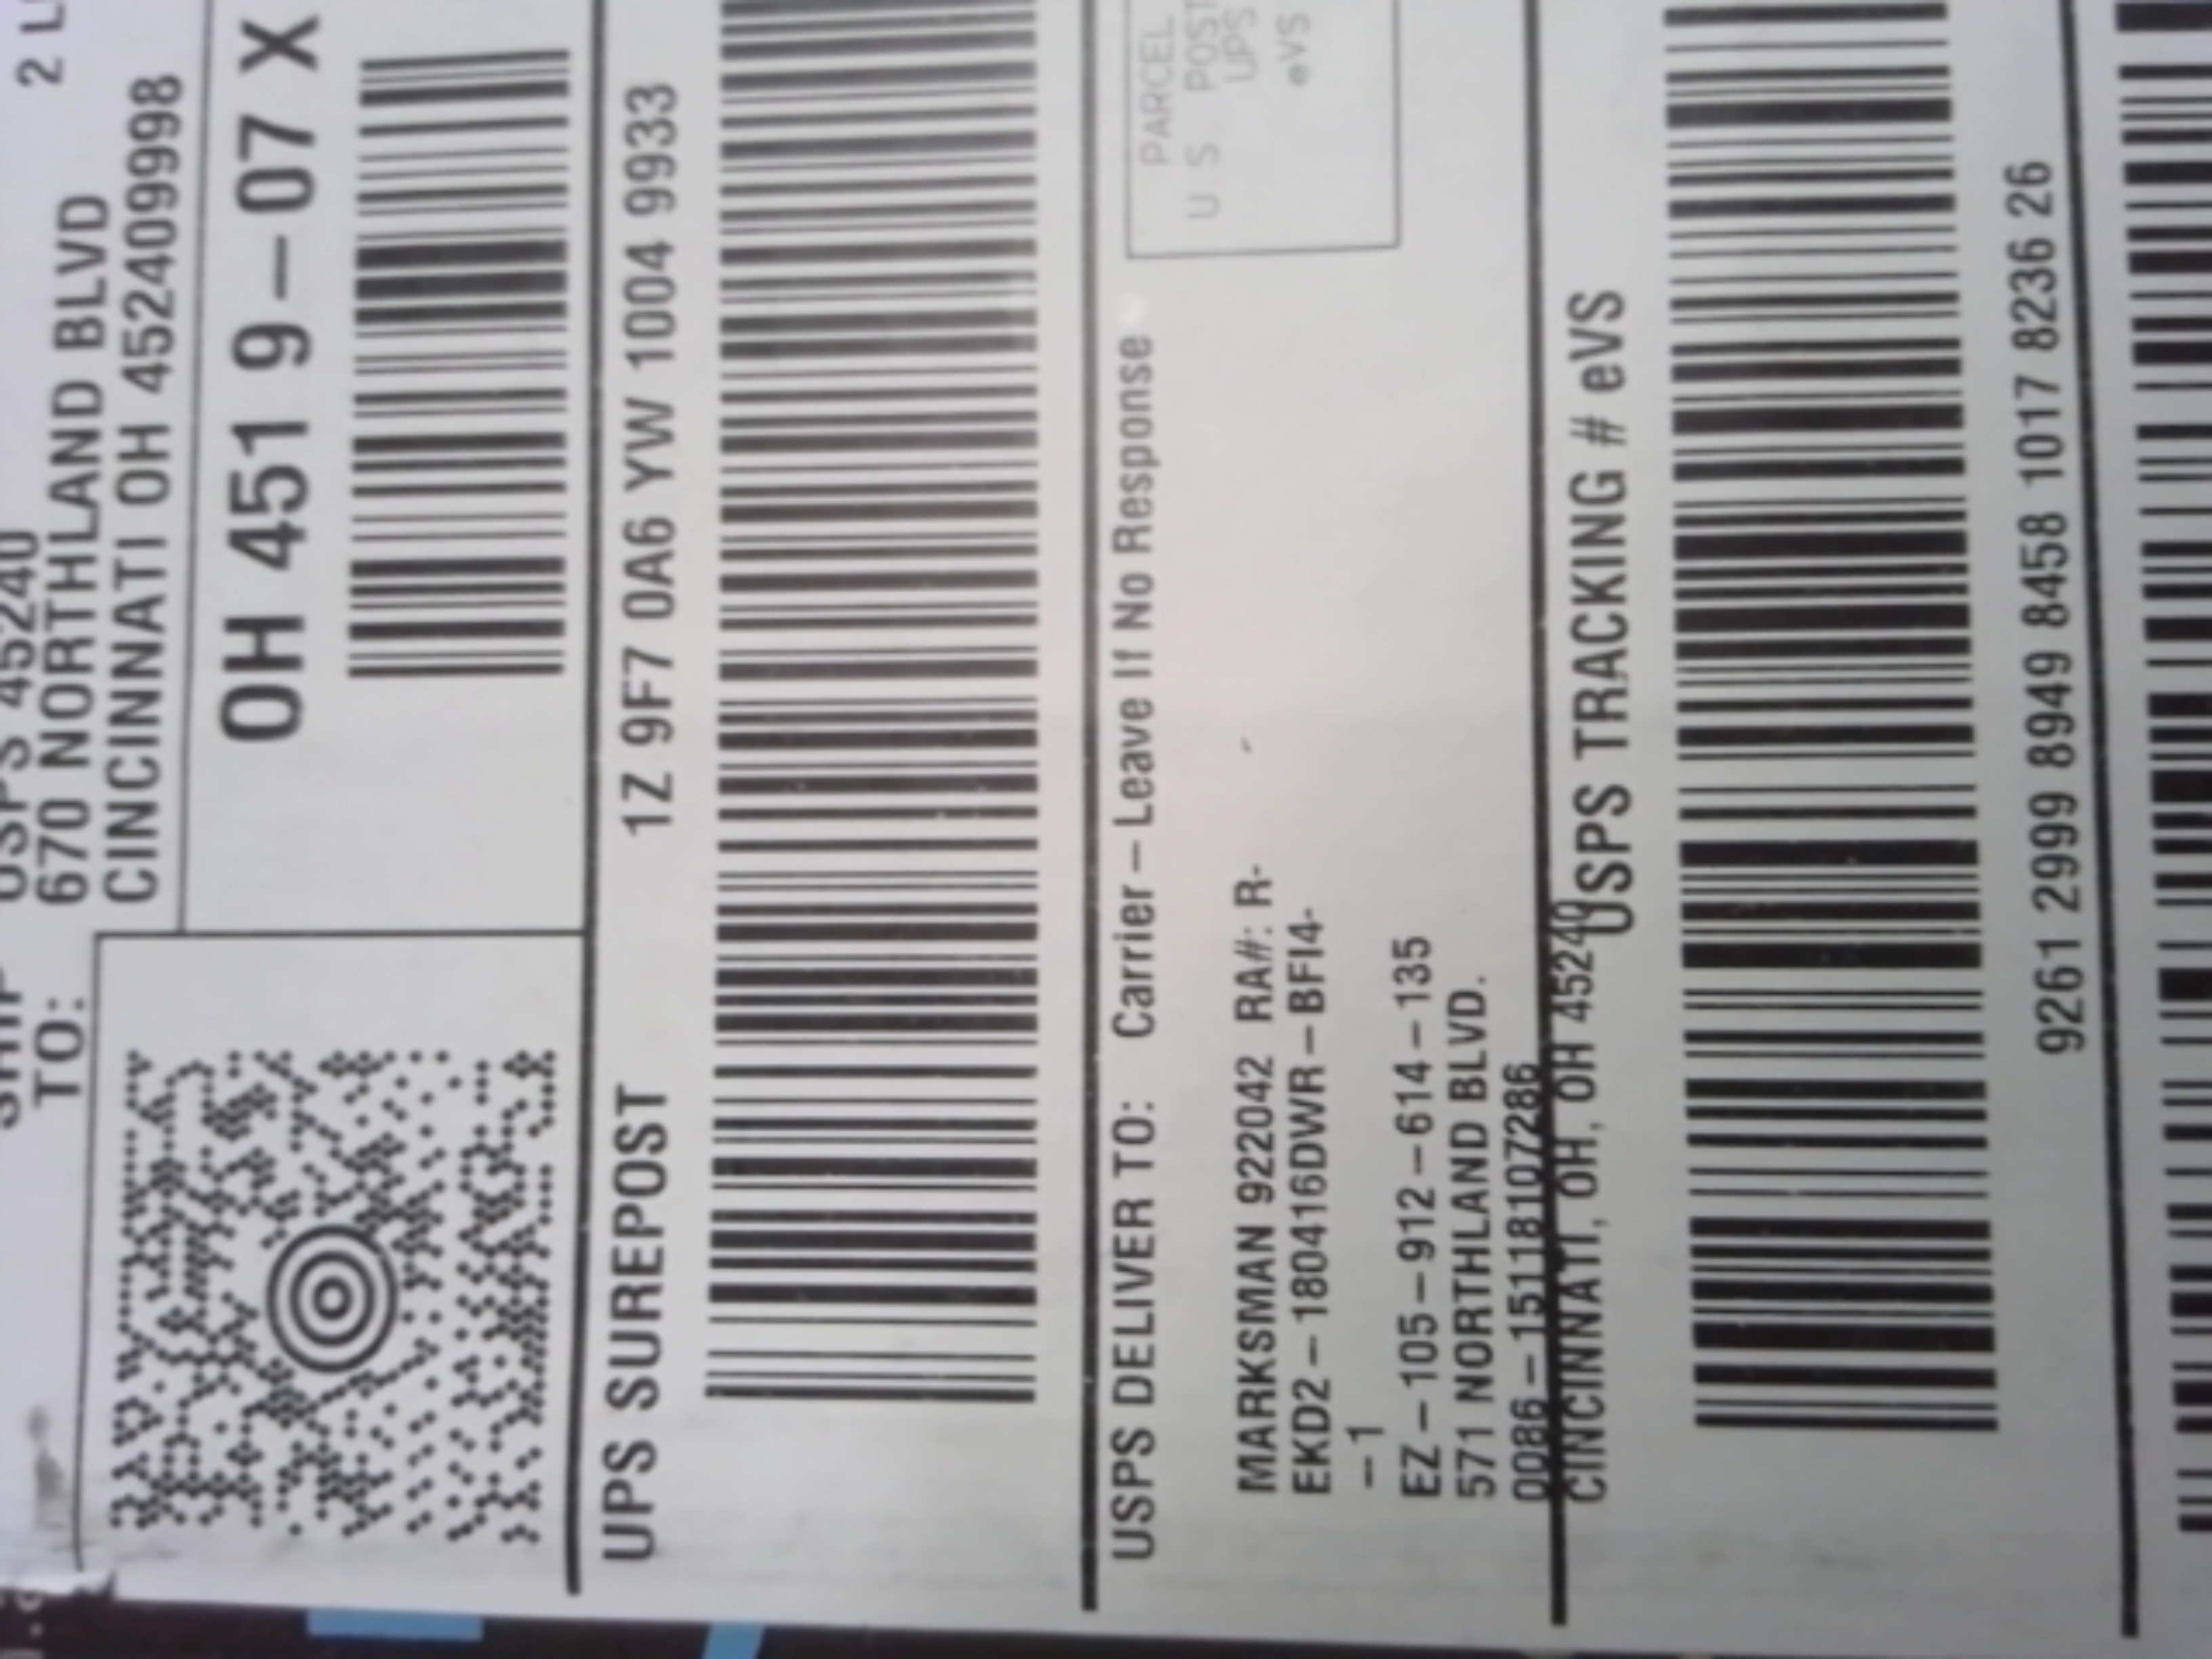 2 L
TO:
USPS 45240
670 NORTHLAND BLVD
CINCINNATI OH 452409998
OH 451 9-07 X
UPS SUREPOST
1Z 9F7 0A6 YW 1004 9933
USPS DELIVER TO:
Carrier-Leave If No Response
PARCEL
U S POST
UPS
eVS
MARKSMAN 922042 RA#: R-
EKD2-180416DWR-BFI4-
-1
EZ-105-912-614-135
571 NORTHLAND BLVD.
0086-15118107286
CINCINNATI, OH, OH 45240
USPS TRACKING # eVS
9261 2999 8949 8458 1017 8236 26